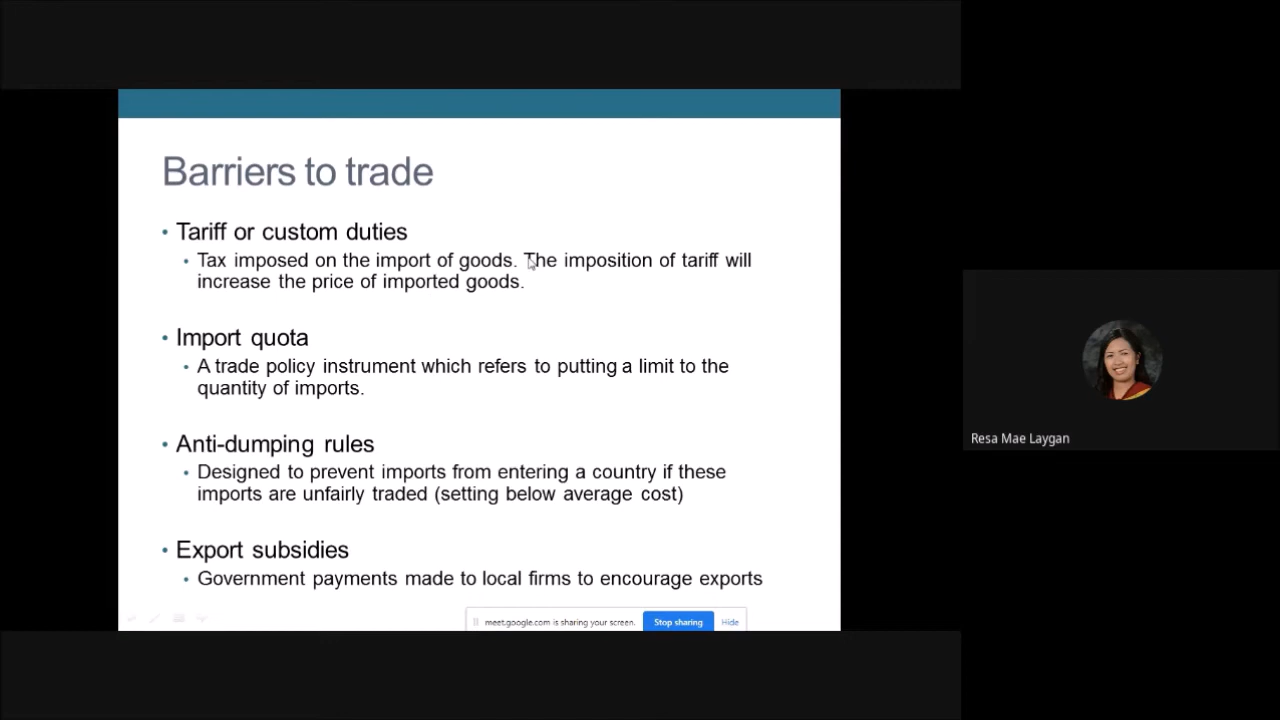 Barriers to trade
• Tariff or custom duties
• Tax imposed on the import of goods. The imposition of tariff will
increase the price of imported goods.
• Import quota
• A trade policy instrument which refers to putting a limit to the
quantity of imports.
• Anti-dumping rules
• Designed to prevent imports from entering a country if these
imports are unfairly traded (setting below average cost)
• Export subsidies
• Government payments made to local firms to encourage exports
meet.google.com is sharing your screen. Stop sharing Hide
Resa Mae Laygan